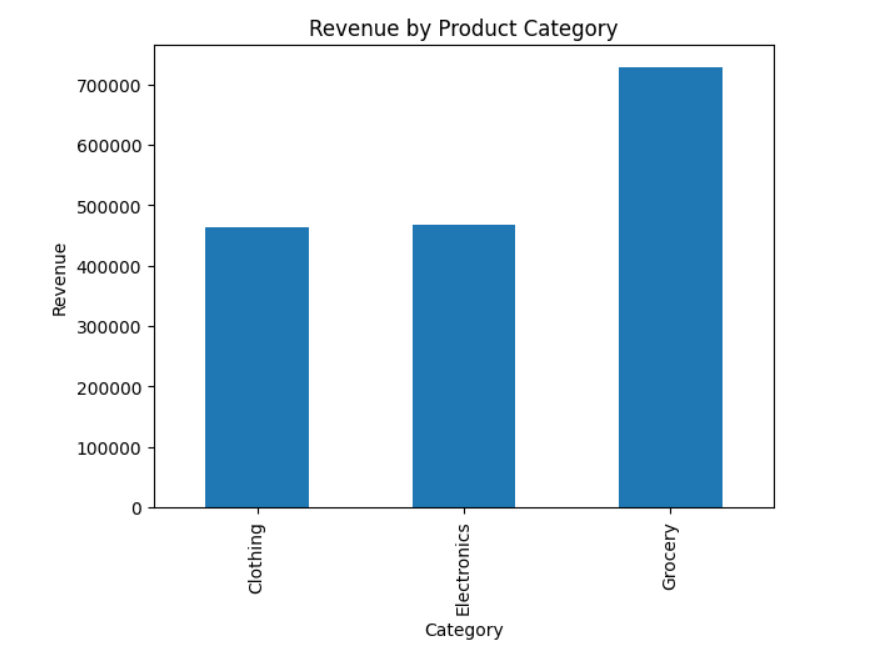 Revenue by Product Category
700000
600000
500000
400000
300000
200000
100000
0
Revenue
Clothing
Electronics
Grocery
Category